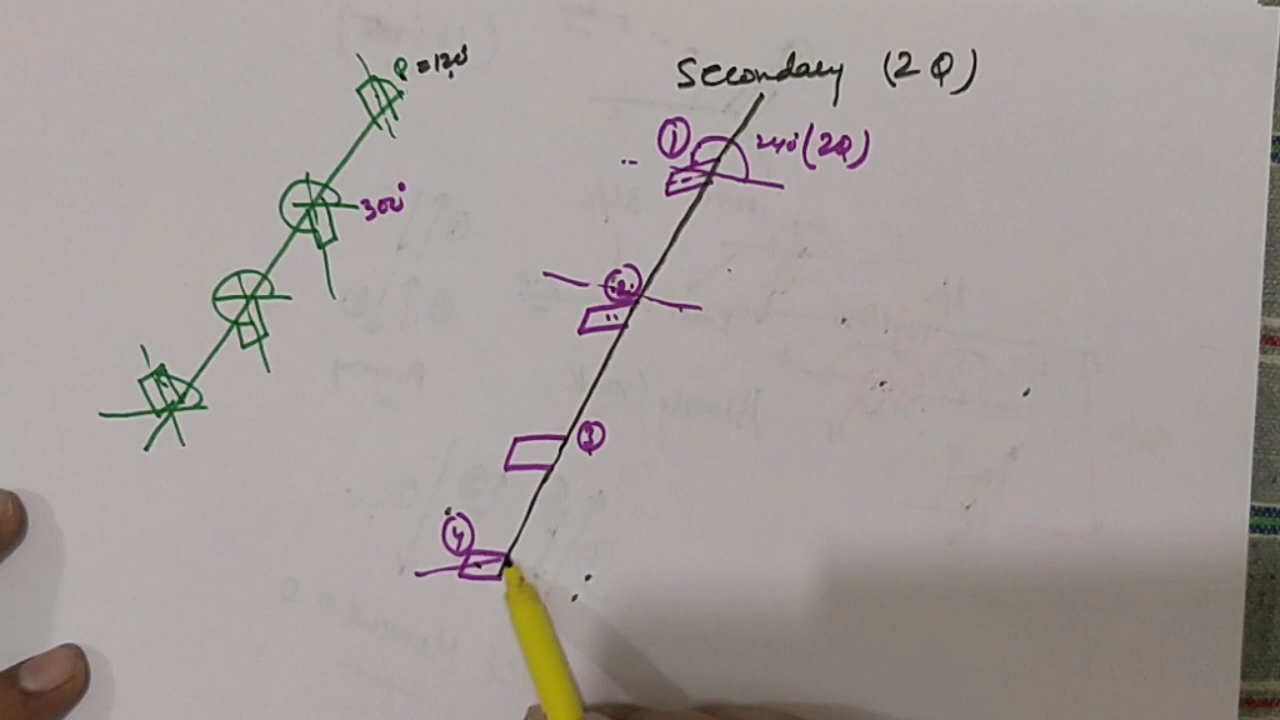 Secondary (2θ)
θ = 120°
①
240° (2θ)
300°
②
③
④